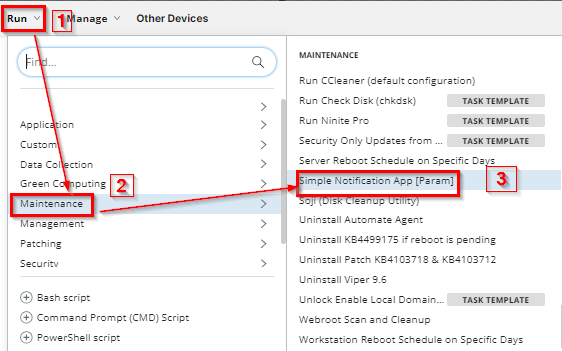 Run 1 Manage Other Devices
Find...
Application
Custom
Data Collection
Green Computing
2
Maintenance
Management
Patching
Security
Bash script
Command Prompt (CMD) Script
PowerShell Script
MAINTENANCE
Run CCleaner (default configuration)
Run Check Disk (chkdsk) TASK TEMPLATE
Run Ninite Pro TASK TEMPLATE
Security Only Updates from ... TASK TEMPLATE
Server Reboot Schedule on Specific Days
Simple Notification App [Param] 3
Soji (Disk Cleanup Utility)
Uninstall Automate Agent
Uninstall KB4499175 if reboot is pending
Uninstall Patch KB4103718 & KB4103712
Uninstall Viper 9.6
Unlock Enable Local Domain... TASK TEMPLATE
Webroot Scan and Cleanup
Workstation Reboot Schedule on Specific Days